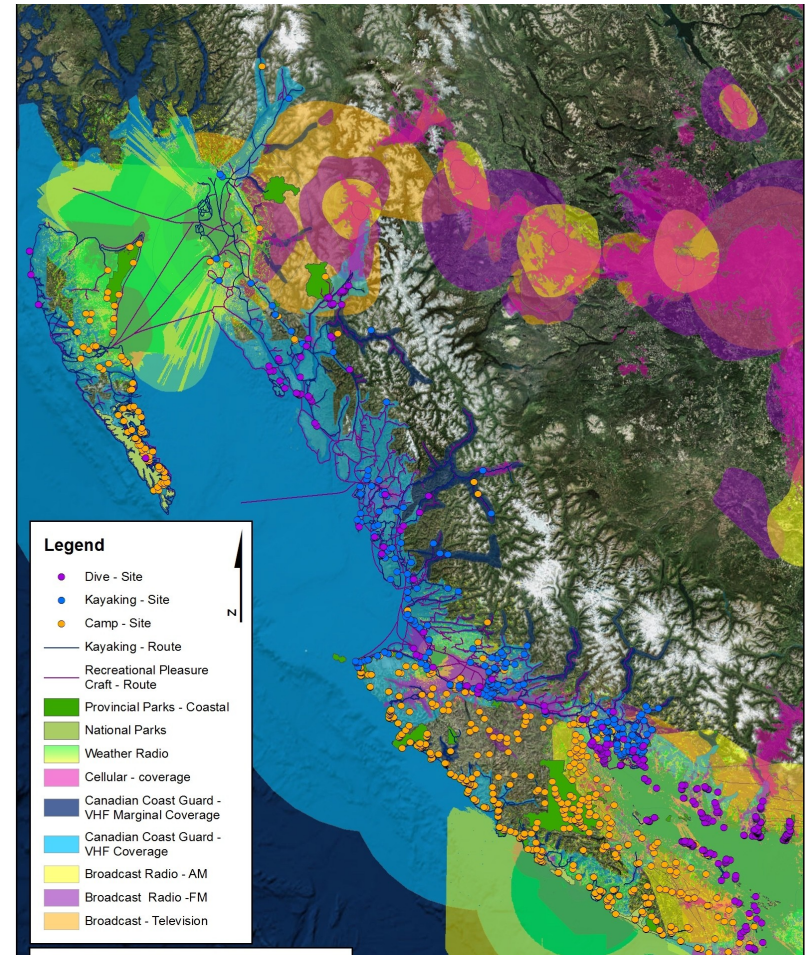 Legend
N
Dive - Site
Kayaking - Site
Camp - Site
Kayaking - Route
Recreational Pleasure
Craft - Route
Provincial Parks - Coastal
National Parks
Weather Radio
Cellular - coverage
Canadian Coast Guard -
VHF Marginal Coverage
Canadian Coast Guard -
VHF Coverage
Broadcast Radio - AM
Broadcast Radio -FM
Broadcast - Television